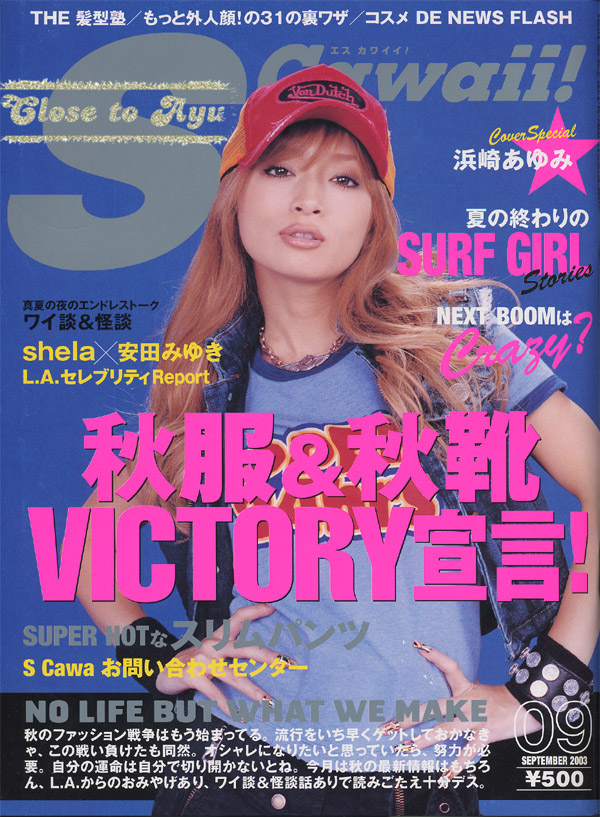 THE 髪型塾／もっと外人顔!の31の裏ワザ／コスメ DE NEWS FLASH
S Cawaii!
エス カワイイ!
Close to Ayu
Von Dutch
CoverSpecial
浜崎あゆみ
夏の終わりの
SURF GIRL
Stories
NEXT BOOMは
Crazy?
真夏の夜のエンドレストーク
ワイ談&怪談
shela×安田みゆき
L.A.セレブリティReport
秋服&秋靴
VICTORY宣言!
SUPER HOTなスリムパンツ
S Cawa お問い合わせセンター
NO LIFE BUT WHAT WE MAKE
秋のファッション戦争はもう始まってる。流行をいち早くゲットしておかなき
ゃ、この戦い負けたも同然。オシャレになりたいと思っていたら、努力が必
要。自分の運命は自分で切り開かないとね。今月は秋の最新情報はもちろ
ん、L.A.からのおみやげあり、ワイ談&怪談話ありで読みごたえ十分デス。
09
SEPTEMBER 2003
¥500